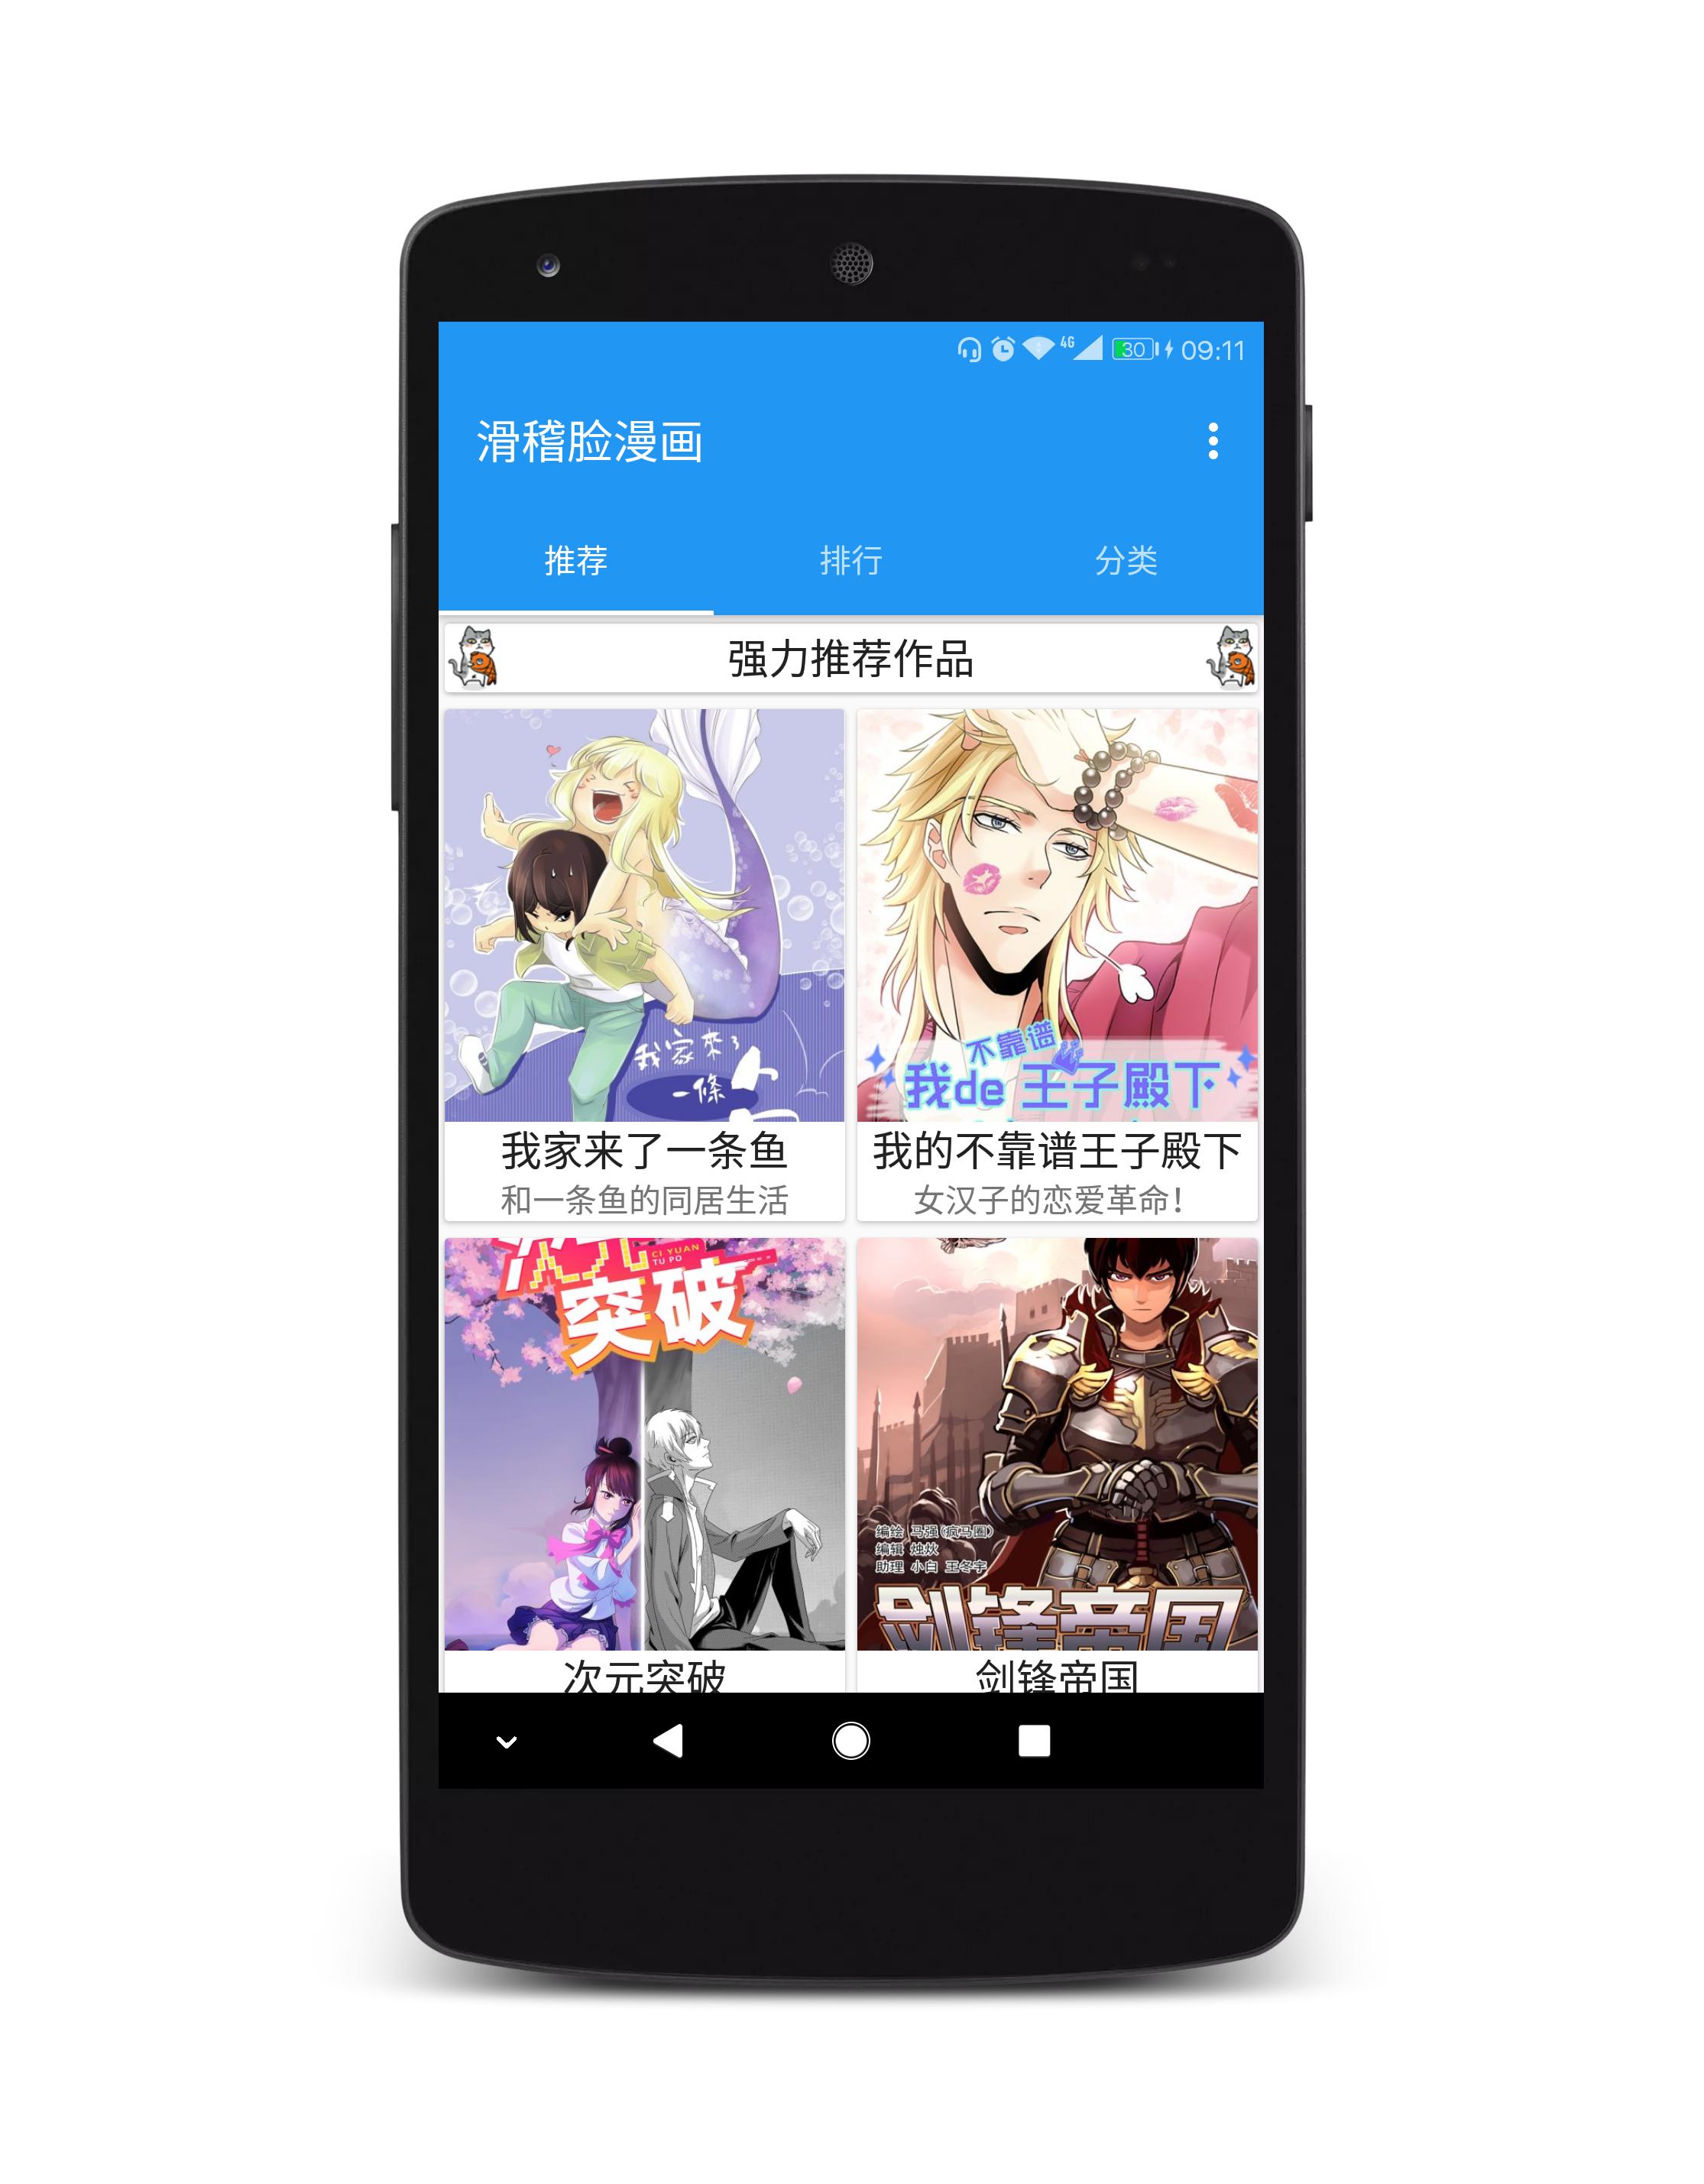 4G 30 09:11
滑稽脸漫画
推荐 排行 分类
强力推荐作品
我家來了
一條
不靠谱
我de 王子殿下
我家来了一条鱼
我的不靠谱王子殿下
和一条鱼的同居生活
女汉子的恋爱革命！
CI YUAN
TU PO
突破
编绘 马强(疯马圈)
编辑 烛炏
助理 小白 王冬宇
剑锋帝国
次元突破
剑锋帝国